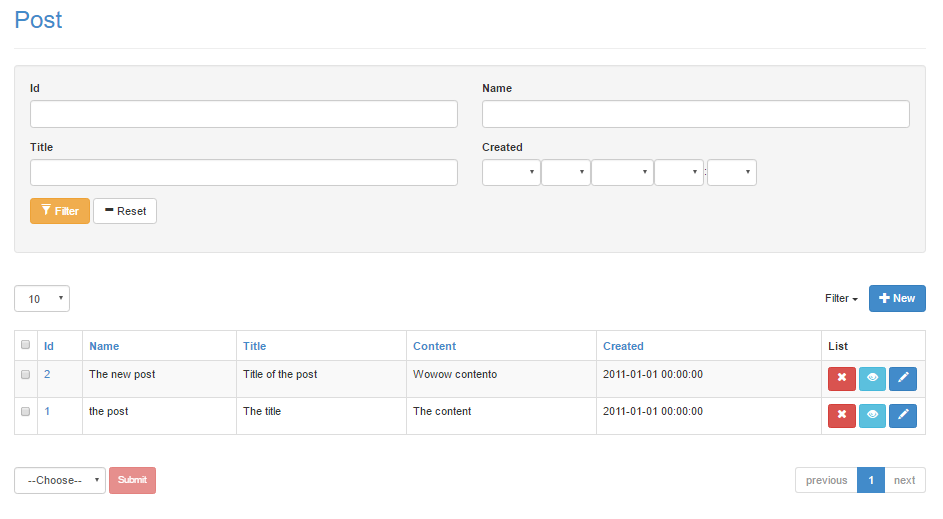 Post
Id Name
Title Created
:
Filter Reset
10 Filter New
Id Name Title Content Created List
2 The new post Title of the post Wowow contento 2011-01-01 00:00:00
1 the post The title The content 2011-01-01 00:00:00
--Choose-- Submit previous 1 next